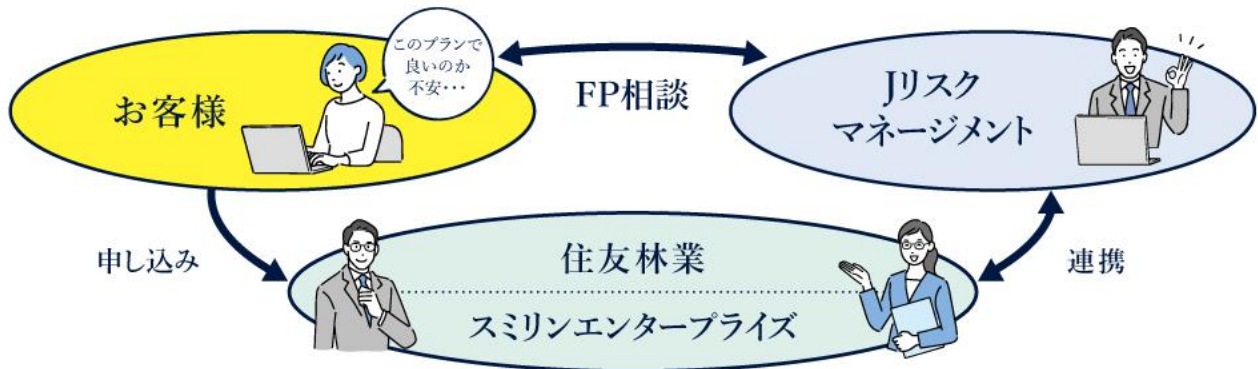 このプランで
良いのか
不安・・・
お客様
FP相談
Jリスク
マネージメント
申し込み
住友林業
スミリンエンタープライズ
連携